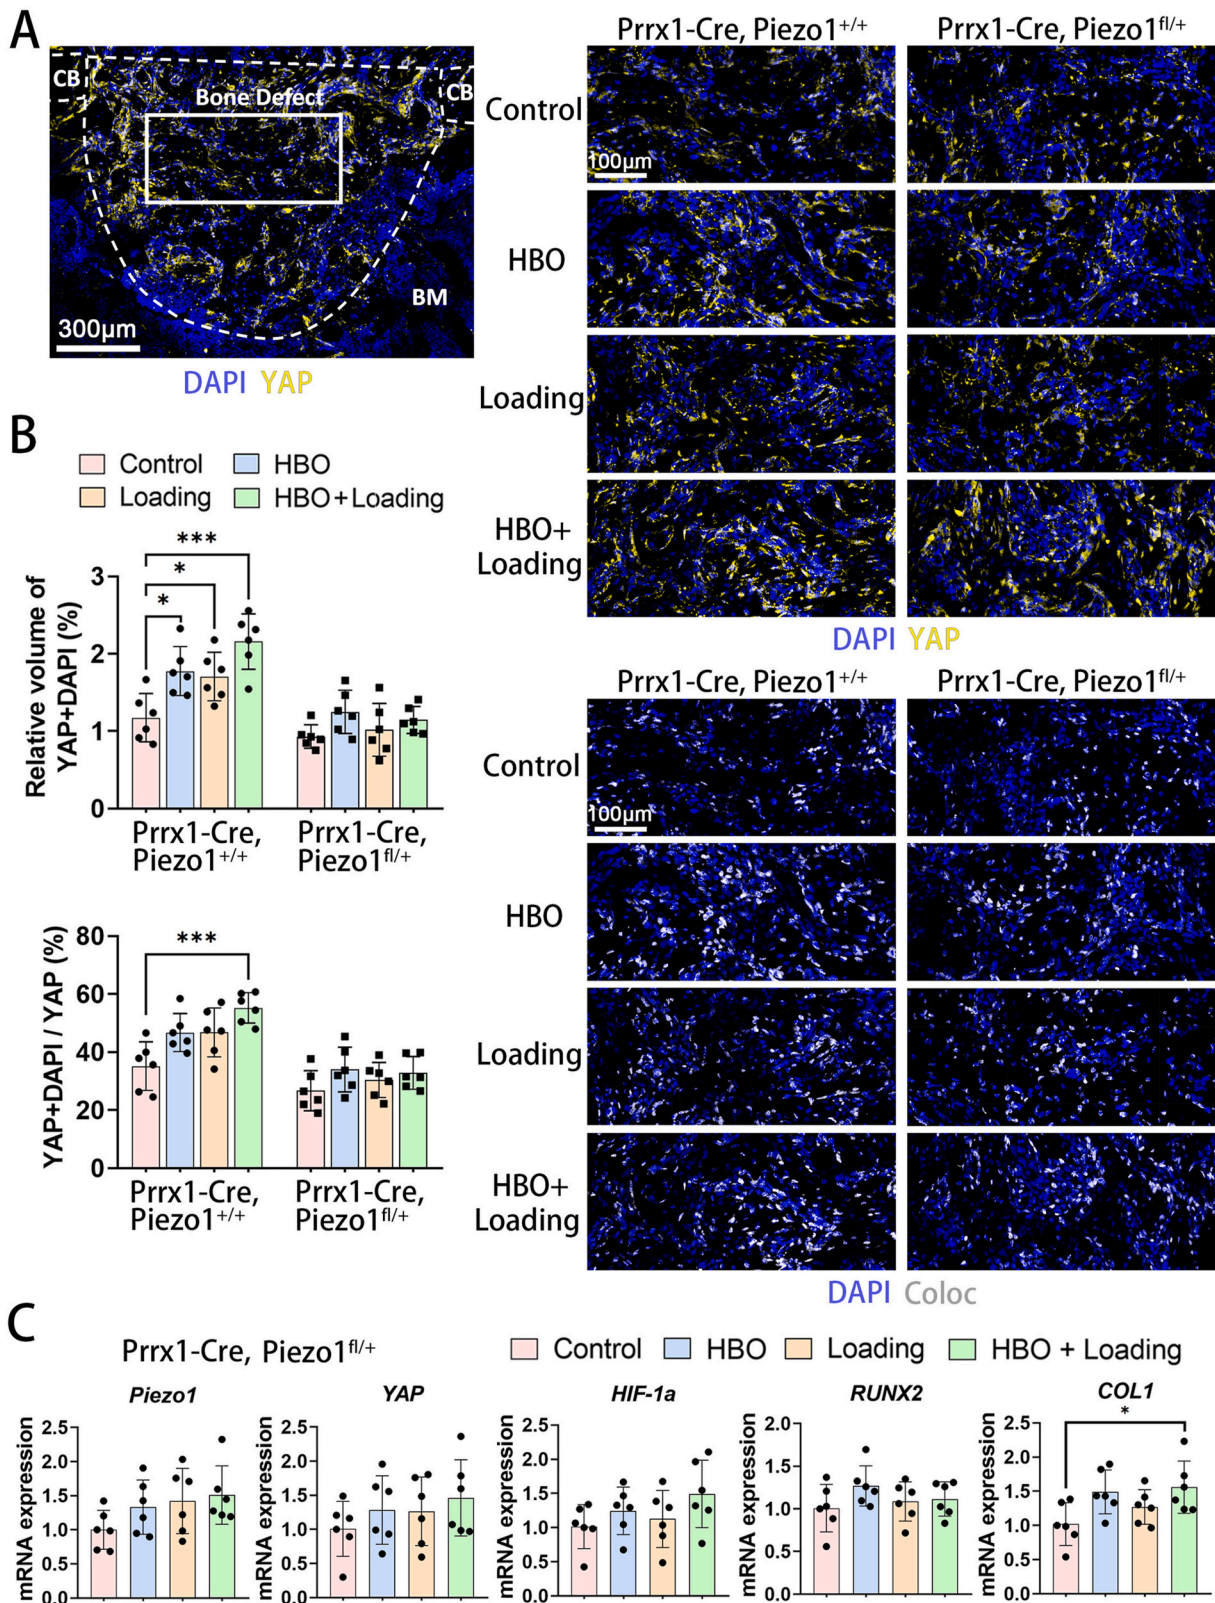 A
CB
Bone Defect
CB
BM
300µm
DAPI YAP
Prrx1-Cre, Piezo1+/+
Prrx1-Cre, Piezo1fl/+
Control
100µm
HBO
Loading
HBO+
Loading
DAPI YAP
Prrx1-Cre, Piezo1+/+
Prrx1-Cre, Piezo1fl/+
Control
100µm
HBO
Loading
HBO+
Loading
DAPI Coloc
B
Control
HBO
Loading
HBO+Loading
Relative volume of
YAP+DAPI (%)
3
2
1
0
*
*
***
Prrx1-Cre,
Piezo1+/+
Prrx1-Cre,
Piezo1fl/+
YAP+DAPI / YAP (%)
80
60
40
20
0
***
Prrx1-Cre,
Piezo1+/+
Prrx1-Cre,
Piezo1fl/+
C
Prrx1-Cre, Piezo1fl/+
Control
HBO
Loading
HBO + Loading
Piezo1
mRNA expression
2.5
2.0
1.5
1.0
0.5
0.0
YAP
mRNA expression
2.5
2.0
1.5
1.0
0.5
0.0
HIF-1a
mRNA expression
2.5
2.0
1.5
1.0
0.5
0.0
RUNX2
mRNA expression
2.0
1.5
1.0
0.5
0.0
COL1
*
mRNA expression
2.5
2.0
1.5
1.0
0.5
0.0